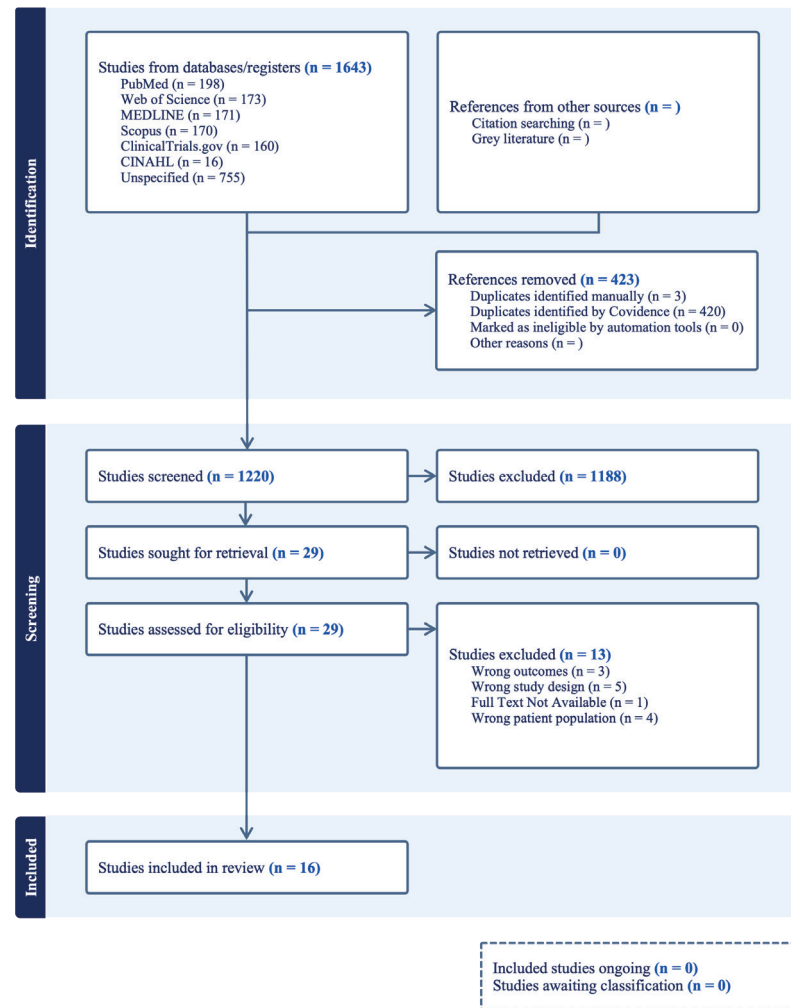 Identification
Studies from databases/registers (n = 1643)
PubMed (n = 198)
Web of Science (n = 173)
MEDLINE (n = 171)
Scopus (n = 170)
ClinicalTrials.gov (n = 160)
CINAHL (n = 16)
Unspecified (n = 755)
References from other sources (n = )
Citation searching (n = )
Grey literature (n = )
References removed (n = 423)
Duplicates identified manually (n = 3)
Duplicates identified by Covidence (n = 420)
Marked as ineligible by automation tools (n = 0)
Other reasons (n = )
Screening
Studies screened (n = 1220)
Studies excluded (n = 1188)
Studies sought for retrieval (n = 29)
Studies not retrieved (n = 0)
Studies assessed for eligibility (n = 29)
Studies excluded (n = 13)
Wrong outcomes (n = 3)
Wrong study design (n = 5)
Full Text Not Available (n = 1)
Wrong patient population (n = 4)
Included
Studies included in review (n = 16)
Included studies ongoing (n = 0)
Studies awaiting classification (n = 0)